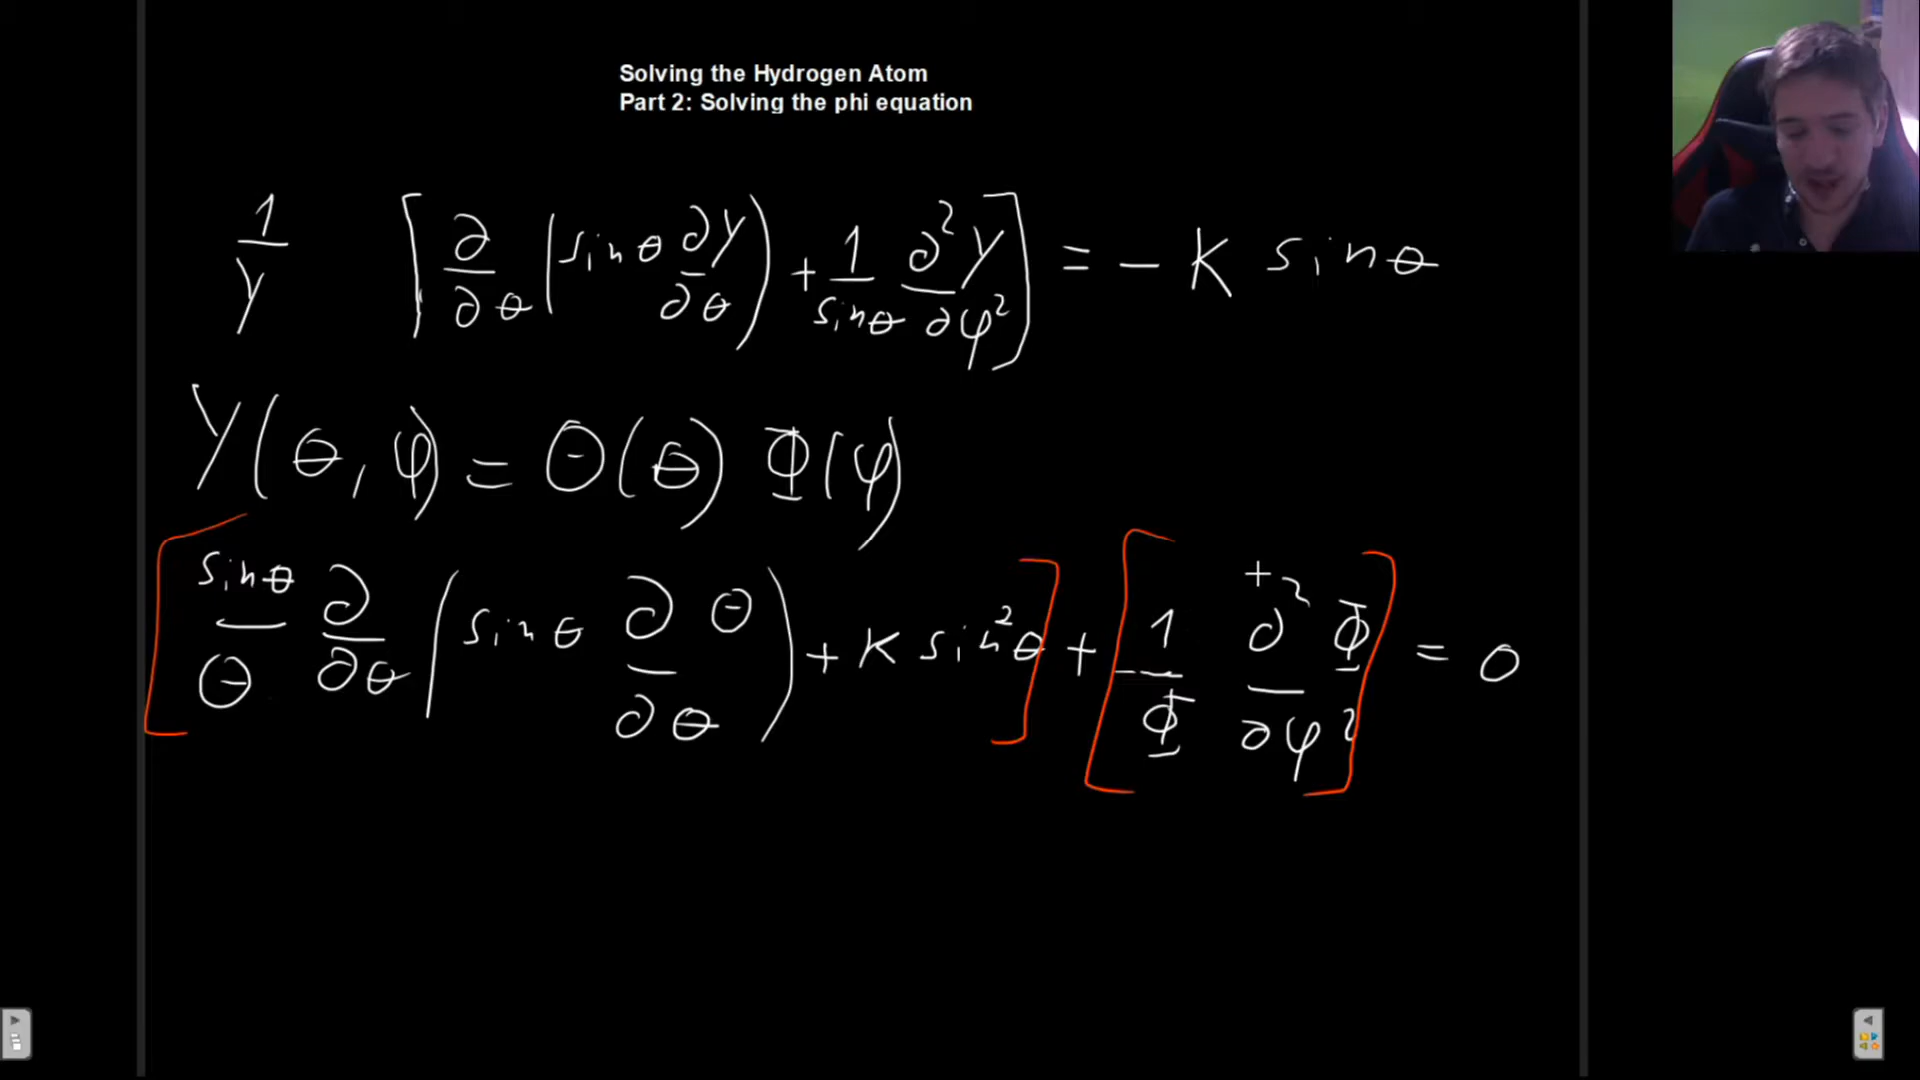 Solving the Hydrogen Atom
Part 2: Solving the phi equation
1/Y [∂/∂θ (sinθ ∂Y/∂θ) + 1/sinθ ∂²Y/∂φ²] = - K sinθ
Y(θ, φ) = Θ(θ) Φ(φ)
[sinθ/Θ ∂/∂θ (sinθ ∂Θ/∂θ) + K sin²θ] + [1/Φ ∂²Φ/∂φ²] = 0